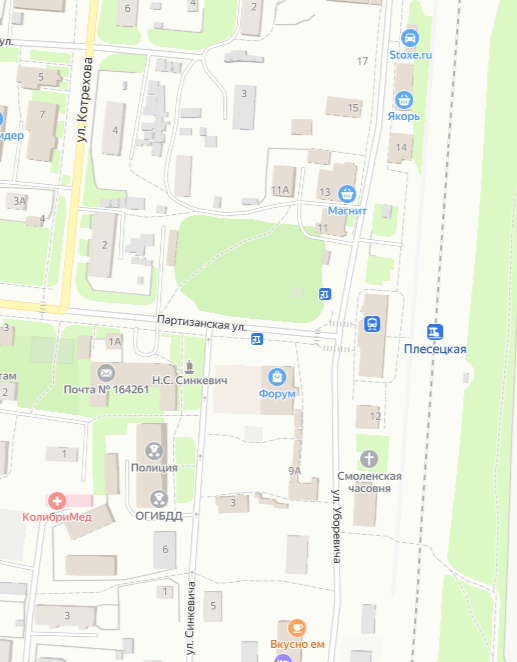 6
2
ул.
Stoxe.ru
17
ул. Котрехова
5
3
15
Якорь
7
4
14
идер
11А
13
3А
Магнит
4
11
2
Партизанская ул.
Плесецкая
3
1А
там
Н.С. Синкевич
2
Почта № 164261
Форум
12
1
Полиция
9А
Смоленская
часовня
КолибриМед
ОГИБДД
3
ул. Уборевича
6
1
3
5
ул. Синкевича
Вкусно ем